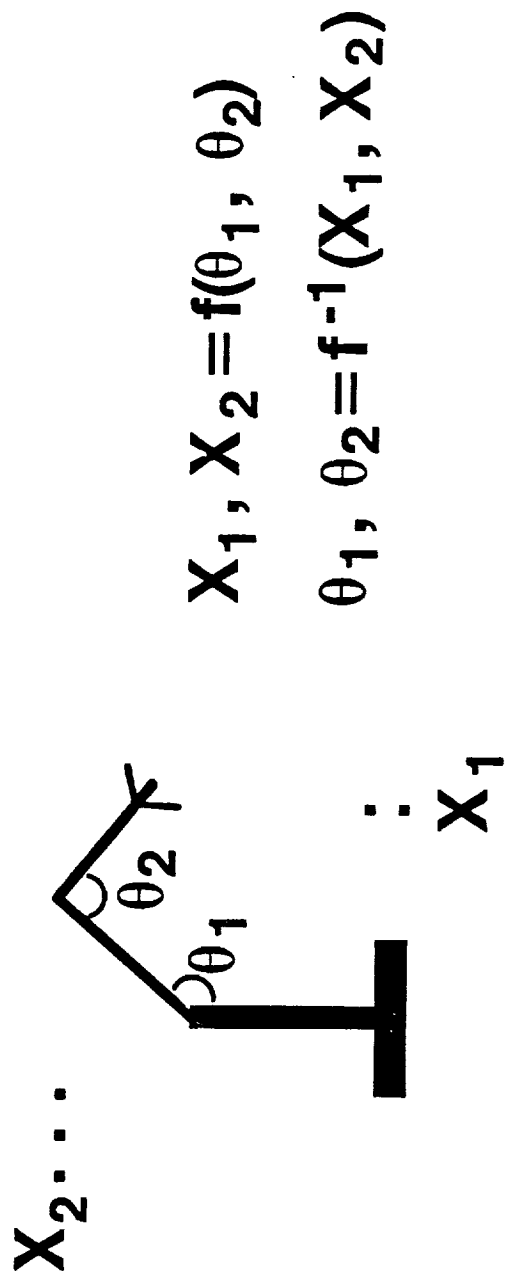 X₂
θ₂
θ₁
X₁
X₁, X₂ = f(θ₁, θ₂)
θ₁, θ₂ = f⁻¹(X₁, X₂)